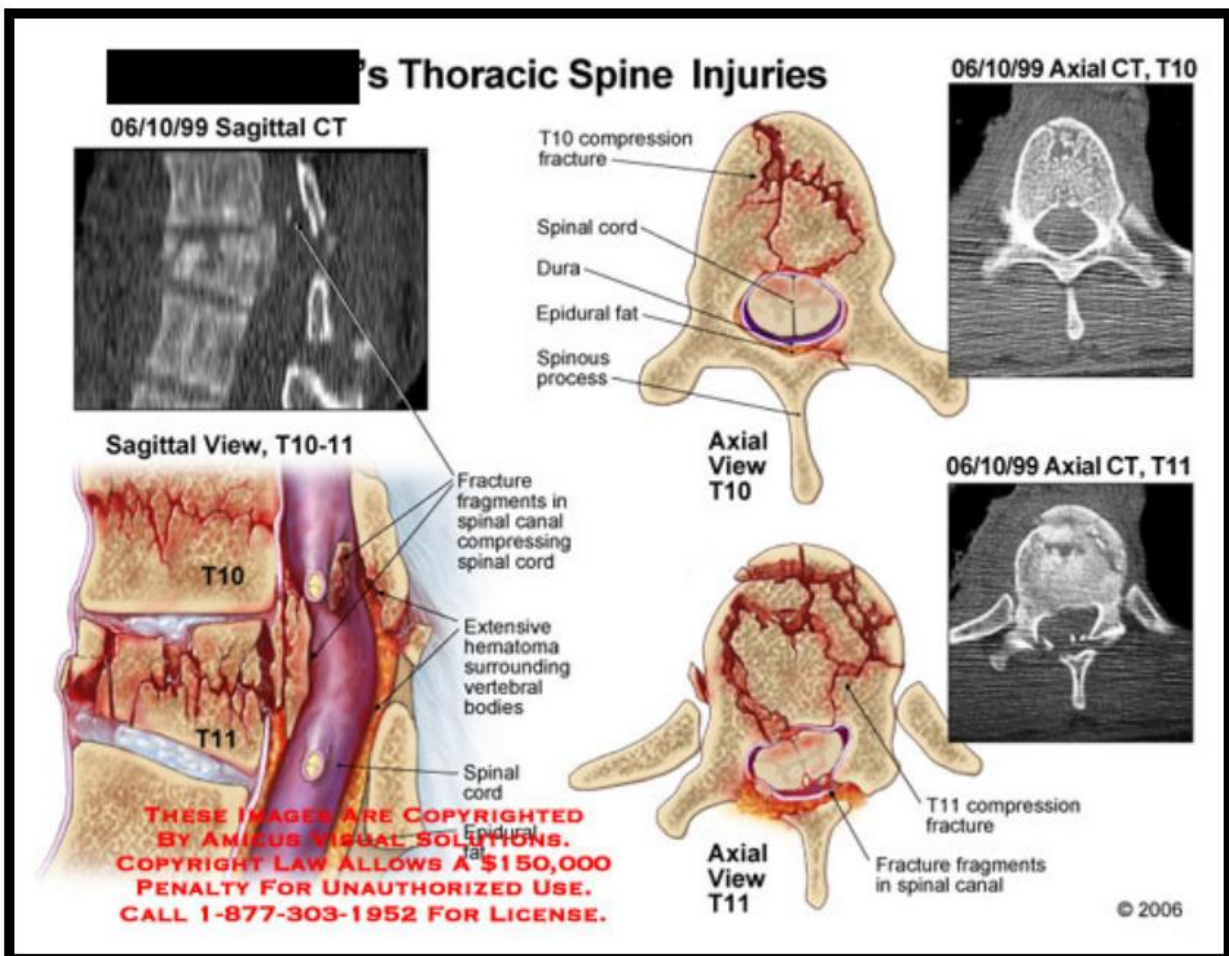 's Thoracic Spine Injuries
06/10/99 Sagittal CT
06/10/99 Axial CT, T10
T10 compression
fracture
Spinal cord
Dura
Epidural fat
Spinous
process
Axial
View
T10
Sagittal View, T10-11
T10
T11
Fracture
fragments in
spinal canal
compressing
spinal cord
Extensive
hematoma
surrounding
vertebral
bodies
Spinal
cord
Epidural
fat
06/10/99 Axial CT, T11
T11 compression
fracture
Fracture fragments
in spinal canal
Axial
View
T11
THESE IMAGES ARE COPYRIGHTED
BY AMICUS VISUAL SOLUTIONS.
COPYRIGHT LAW ALLOWS A $150,000
PENALTY FOR UNAUTHORIZED USE.
CALL 1-877-303-1952 FOR LICENSE.
© 2006